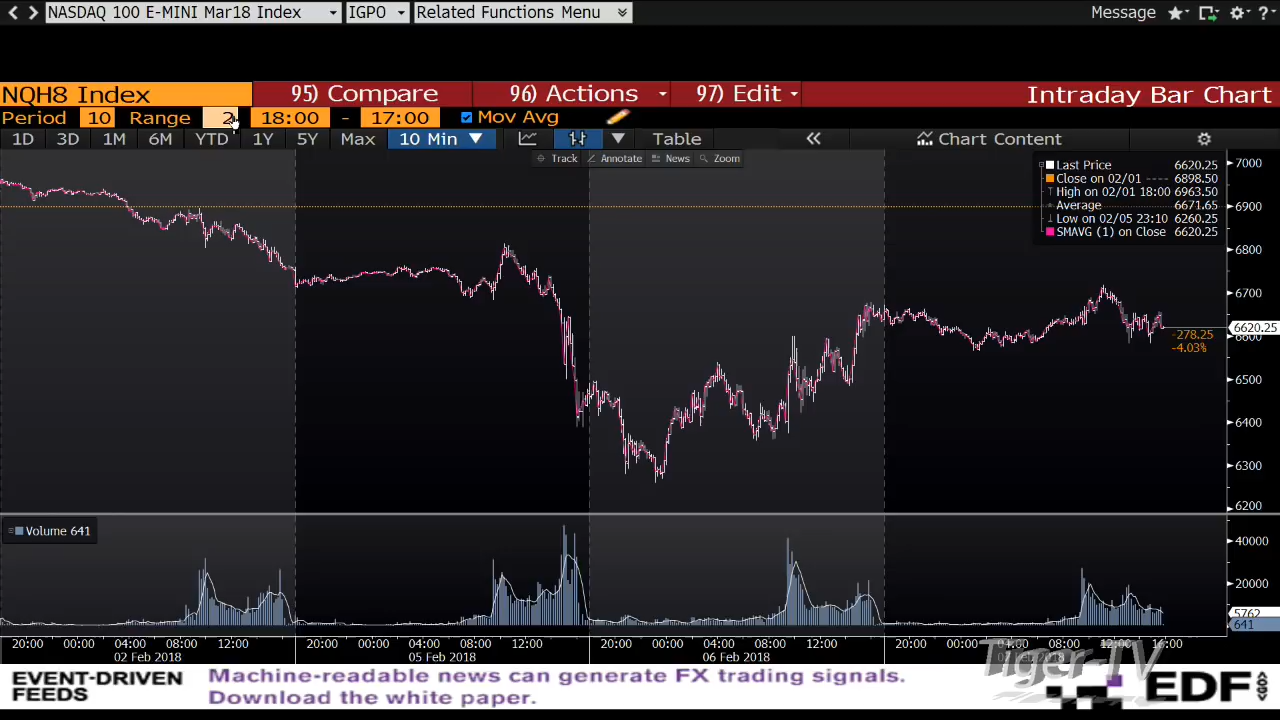 NASDAQ 100 E-MINI Mar18 Index IGPO Related Functions Menu Message ?
NQH8 Index 95) Compare 96) Actions 97) Edit Intraday Bar Chart
Period 10 Range 2 18:00 - 17:00 Mov Avg
1D 3D 1M 6M YTD 1Y 5Y Max 10 Min Table « Chart Content
Track Annotate News Zoom
Last Price 6620.25
Close on 02/01 ---- 6898.50
High on 02/01 18:00 6963.50
Average 6671.65
Low on 02/05 23:10 6260.25
SMAVG (1) on Close 6620.25
7000
6900
6800
6700
6620.25
6600
-278.25
-4.03%
6500
6400
6300
6200
Volume 641
40000
20000
5762
641
20:00 00:00 04:00 08:00 12:00 20:00 00:00 04:00 08:00 12:00 20:00 00:00 04:00 08:00 12:00 20:00 00:00 04:00 08:00 12:00 16:00
02 Feb 2018 05 Feb 2018 06 Feb 2018
Tiger-TV
EVENT-DRIVEN
FEEDS
Machine-readable news can generate FX trading signals.
Download the white paper.
EDF